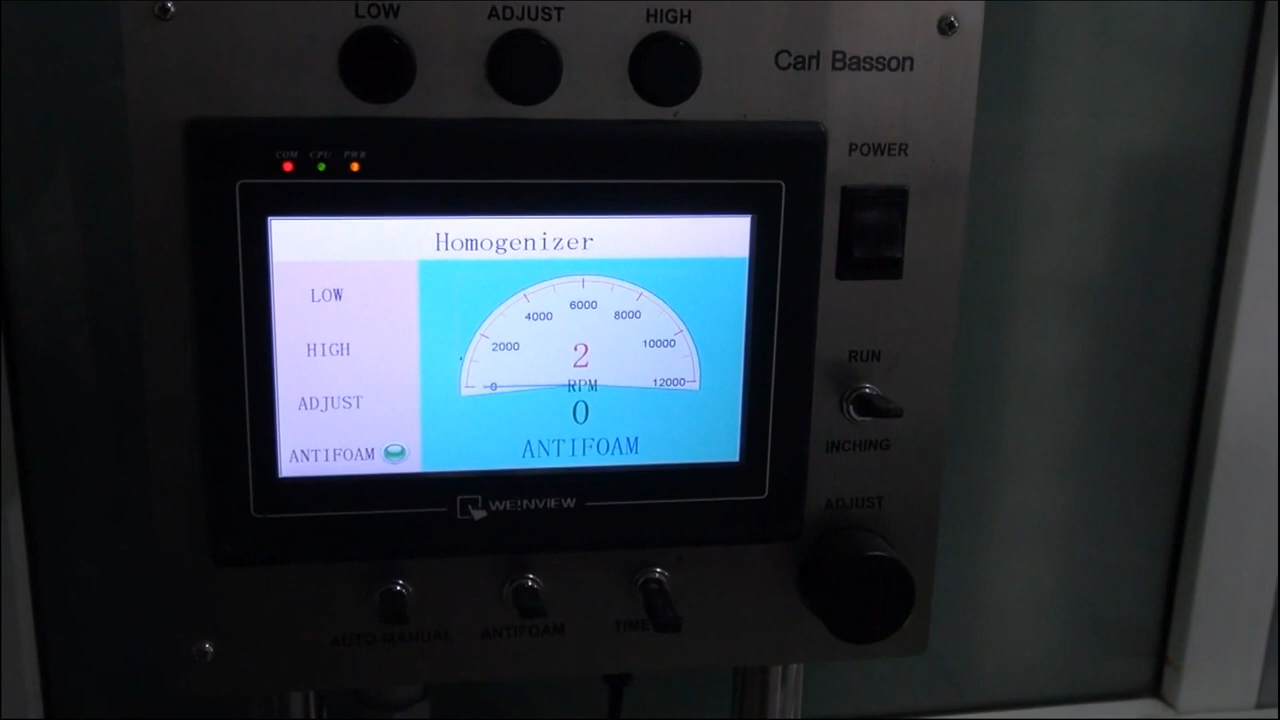 LOW ADJUST HIGH
Carl Basson
COM CPU PWR
POWER
Homogenizer
LOW
HIGH
ADJUST
ANTIFOAM
0 2000 4000 6000 8000 10000 12000
2
RPM
0
ANTIFOAM
WEINVIEW
RUN
INCHING
ADJUST
AUTO-MANUAL ANTIFOAM TIME